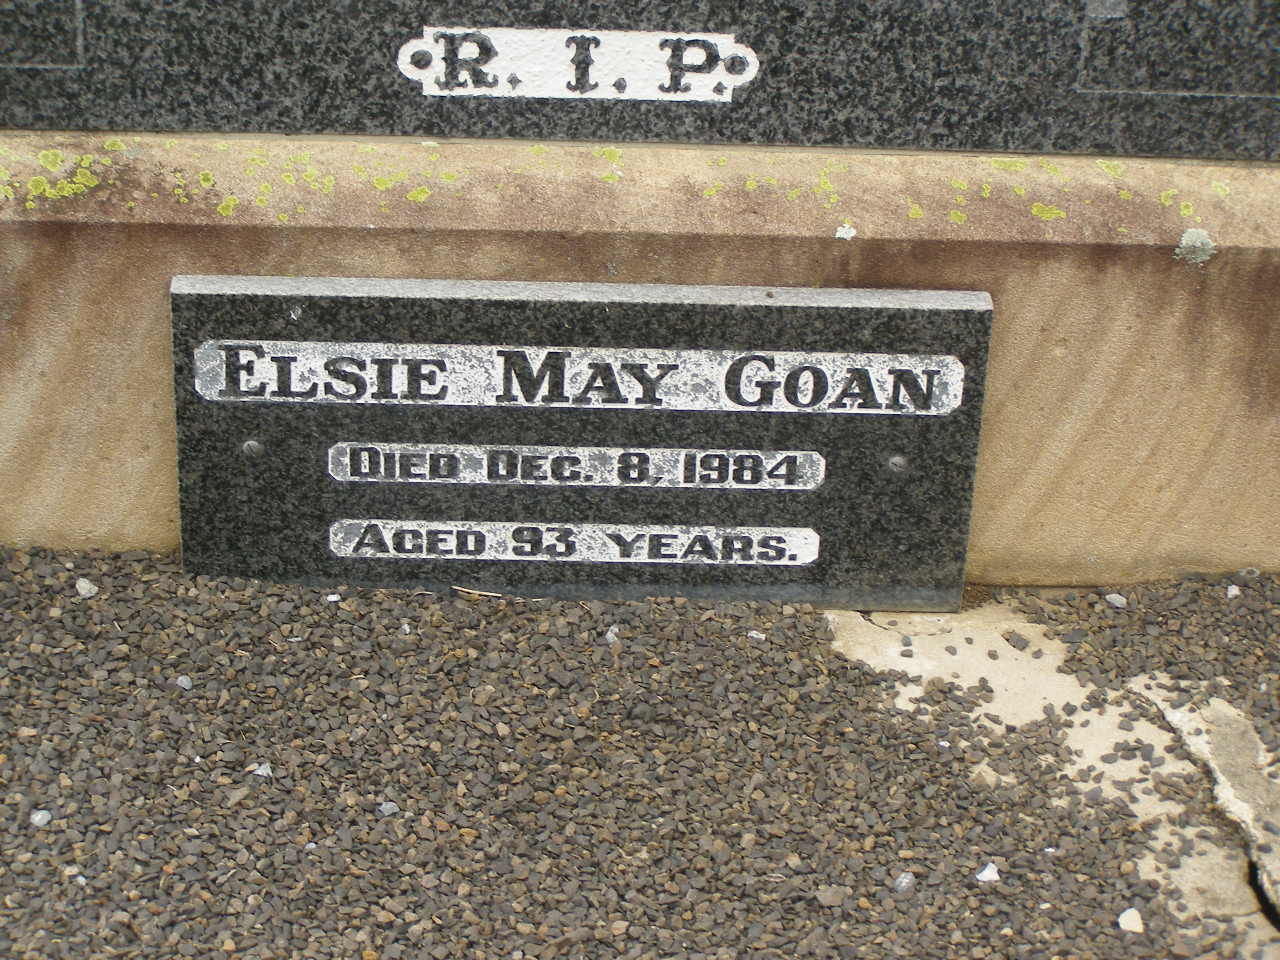 R. I. P.
ELSIE MAY GOAN
DIED DEC. 8, 1984
AGED 93 YEARS.